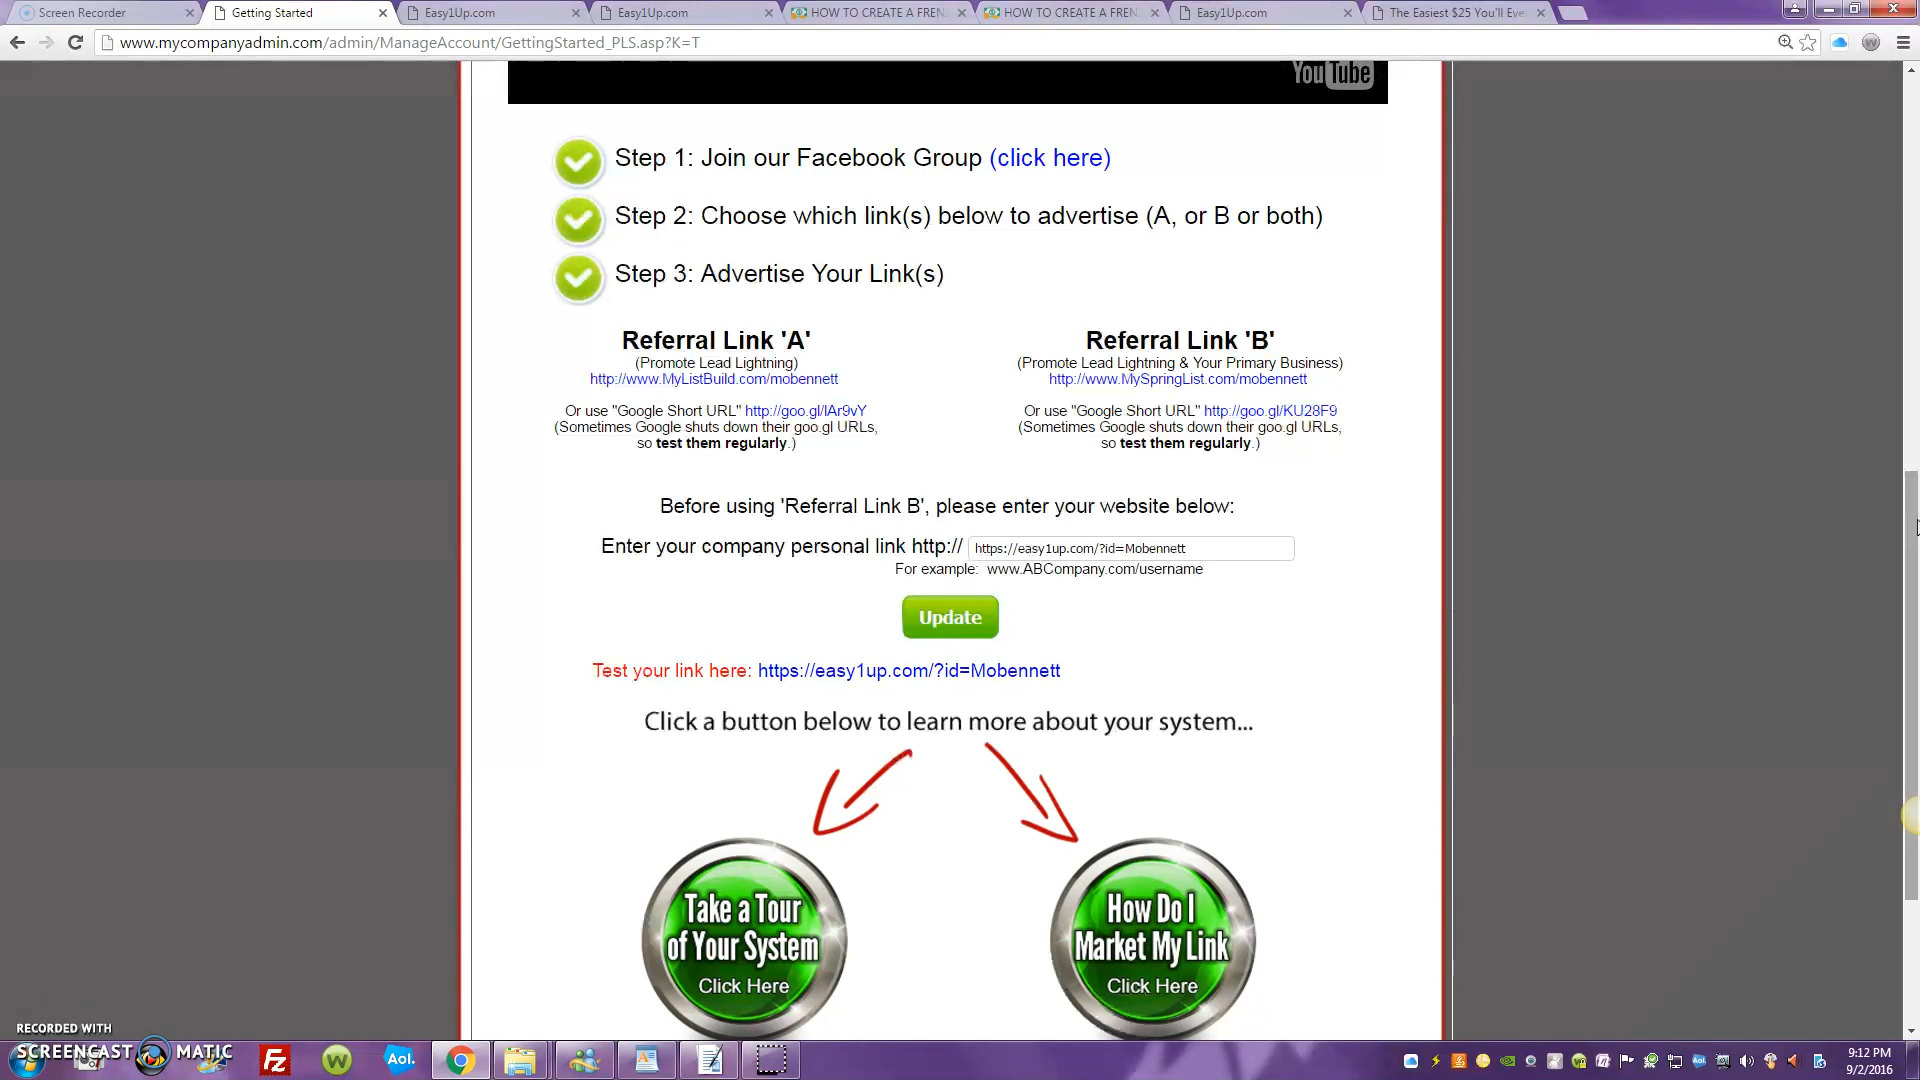 Screen Recorder
Getting Started
Easy1Up.com
Easy1Up.com
HOW TO CREATE A FREN
HOW TO CREATE A FREN
Easy1Up.com
The Easiest $25 You'll Eve
www.mycompanyadmin.com/admin/ManageAccount/GettingStarted_PLS.asp?K=T
YouTube
Step 1: Join our Facebook Group (click here)
Step 2: Choose which link(s) below to advertise (A, or B or both)
Step 3: Advertise Your Link(s)
Referral Link 'A'
(Promote Lead Lightning)
http://www.MyListBuild.com/mobennett
Or use "Google Short URL" http://goo.gl/IAr9vY
(Sometimes Google shuts down their goo.gl URLs,
so test them regularly.)
Referral Link 'B'
(Promote Lead Lightning & Your Primary Business)
http://www.MySpringList.com/mobennett
Or use "Google Short URL" http://goo.gl/KU28F9
(Sometimes Google shuts down their goo.gl URLs,
so test them regularly.)
Before using 'Referral Link B', please enter your website below:
Enter your company personal link http:// https://easy1up.com/?id=Mobennett
For example: www.ABCompany.com/username
Update
Test your link here: https://easy1up.com/?id=Mobennett
Click a button below to learn more about your system...
Take a Tour
of Your System
Click Here
How Do I
Market My Link
Click Here
RECORDED WITH
SCREENCAST MATIC
Fz
W
Aol.
9:12 PM
9/2/2016